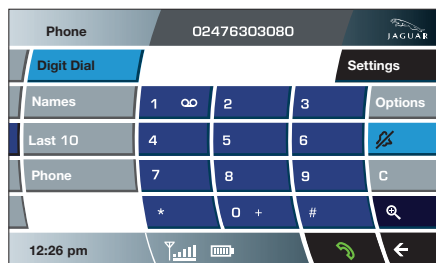 Phone 02476303080 JAGUAR
Digit Dial Settings
Names 1 2 3 Options
Last 10 4 5 6
Phone 7 8 9 C
* 0 + #
12:26 pm